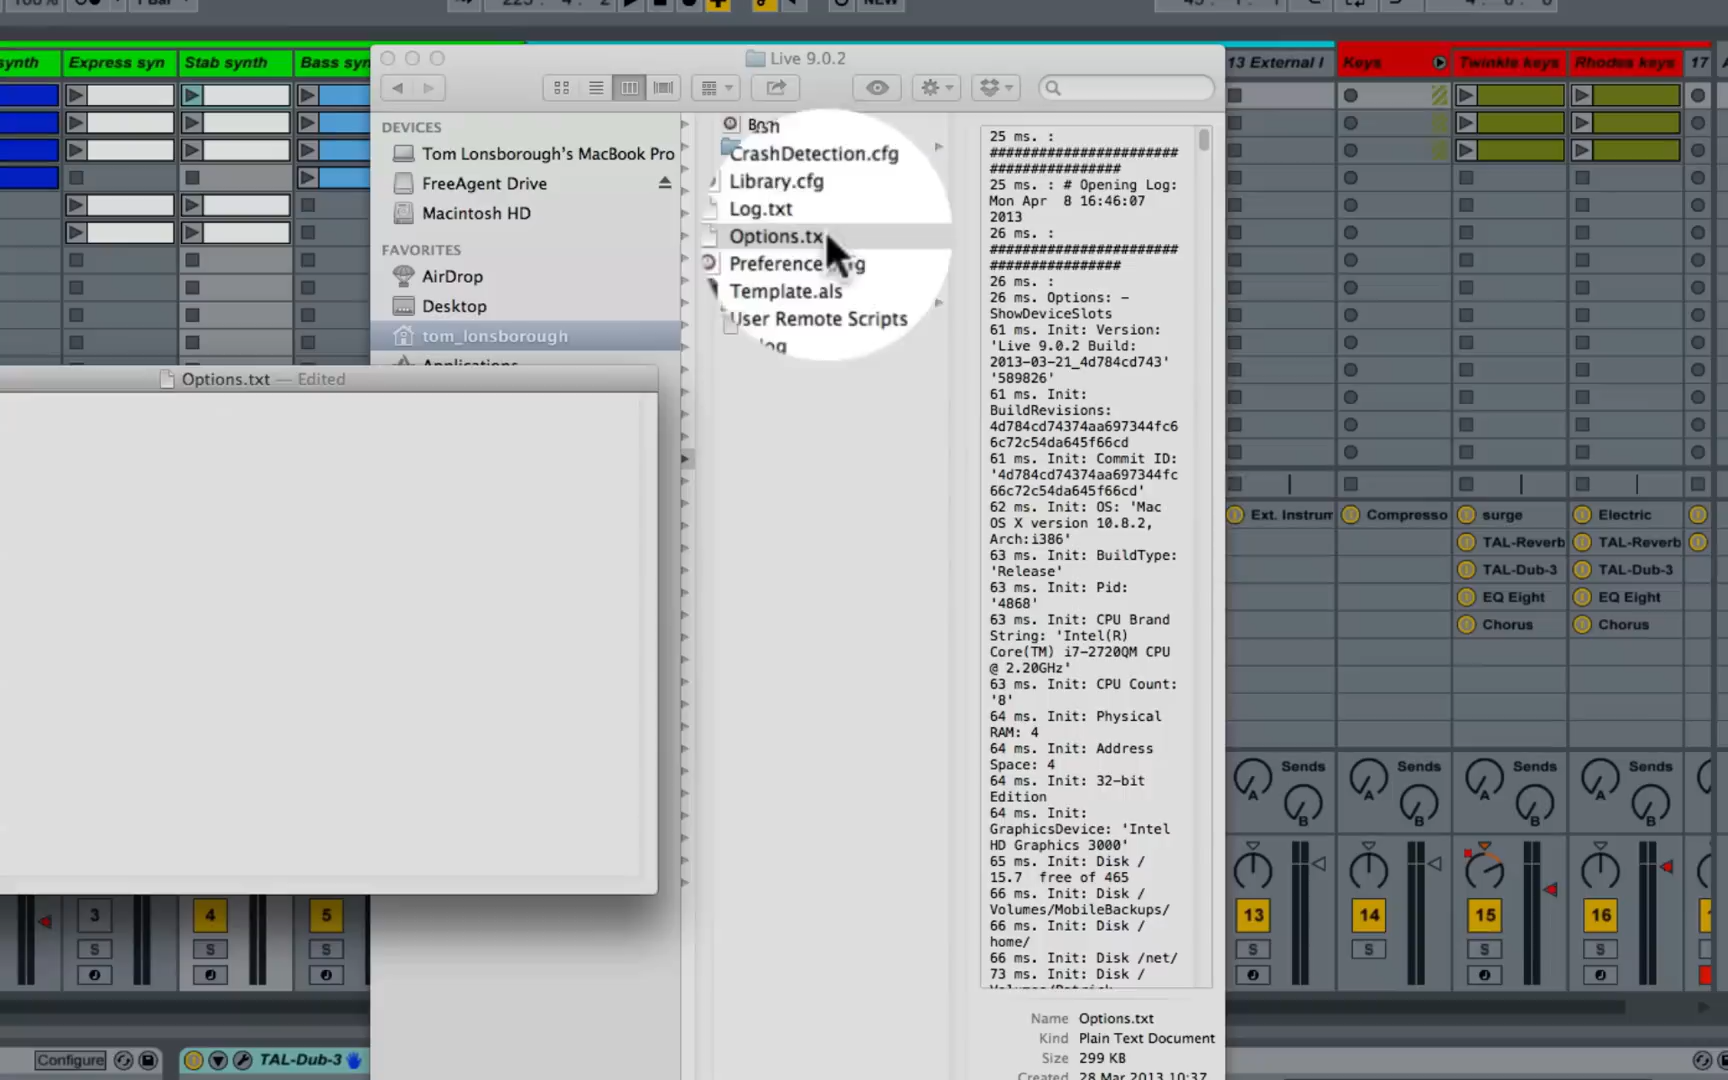 NEW
synth
Express syn
Stab synth
Bass syn
Live 9.0.2
13 External I
Keys
Twinkle keys
Rhodes keys
17
DEVICES
Tom Lonsborough's MacBook Pro
FreeAgent Drive
Macintosh HD
FAVORITES
AirDrop
Desktop
tom_lonsborough
Applications
CrashDetection.cfg
Library.cfg
Log.txt
Options.tx
Preference
Template.als
User Remote Scripts
25 ms. :
########################
#################
25 ms. : # Opening Log:
Mon Apr  8 16:46:07
2013
26 ms. :
########################
#################
26 ms. :
26 ms. Options: -
ShowDeviceSlots
61 ms. Init: Version:
'Live 9.0.2 Build:
2013-03-21_4d784cd743'
'589826'
61 ms. Init:
BuildRevisions:
4d784cd74374aa697344fc6
6c72c54da645f66cd
61 ms. Init: Commit ID:
'4d784cd74374aa697344fc
66c72c54da645f66cd'
62 ms. Init: OS: 'Mac
OS X version 10.8.2,
Arch:i386'
63 ms. Init: BuildType:
'Release'
63 ms. Init: Pid:
'4868'
63 ms. Init: CPU Brand
String: 'Intel(R)
Core(TM) i7-2720QM CPU
@ 2.20GHz'
63 ms. Init: CPU Count:
'8'
64 ms. Init: Physical
RAM: 4
64 ms. Init: Address
Space: 4
64 ms. Init: 32-bit
Edition
64 ms. Init:
GraphicsDevice: 'Intel
HD Graphics 3000'
65 ms. Init: Disk /
15.7  free of 465
66 ms. Init: Disk /
Volumes/MobileBackups/
66 ms. Init: Disk /
home/
66 ms. Init: Disk /net/
73 ms. Init: Disk /
Name Options.txt
Kind Plain Text Document
Size 299 KB
Created 28 Mar 2013 10:37
Options.txt — Edited
Ext. Instrum
Compresso
surge
Electric
TAL-Reverb
TAL-Reverb
TAL-Dub-3
TAL-Dub-3
EQ Eight
EQ Eight
Chorus
Chorus
Sends
Sends
Sends
Sends
A
A
A
A
B
B
B
B
3
4
5
13
14
15
16
S
S
S
S
S
S
S
Configure
TAL-Dub-3